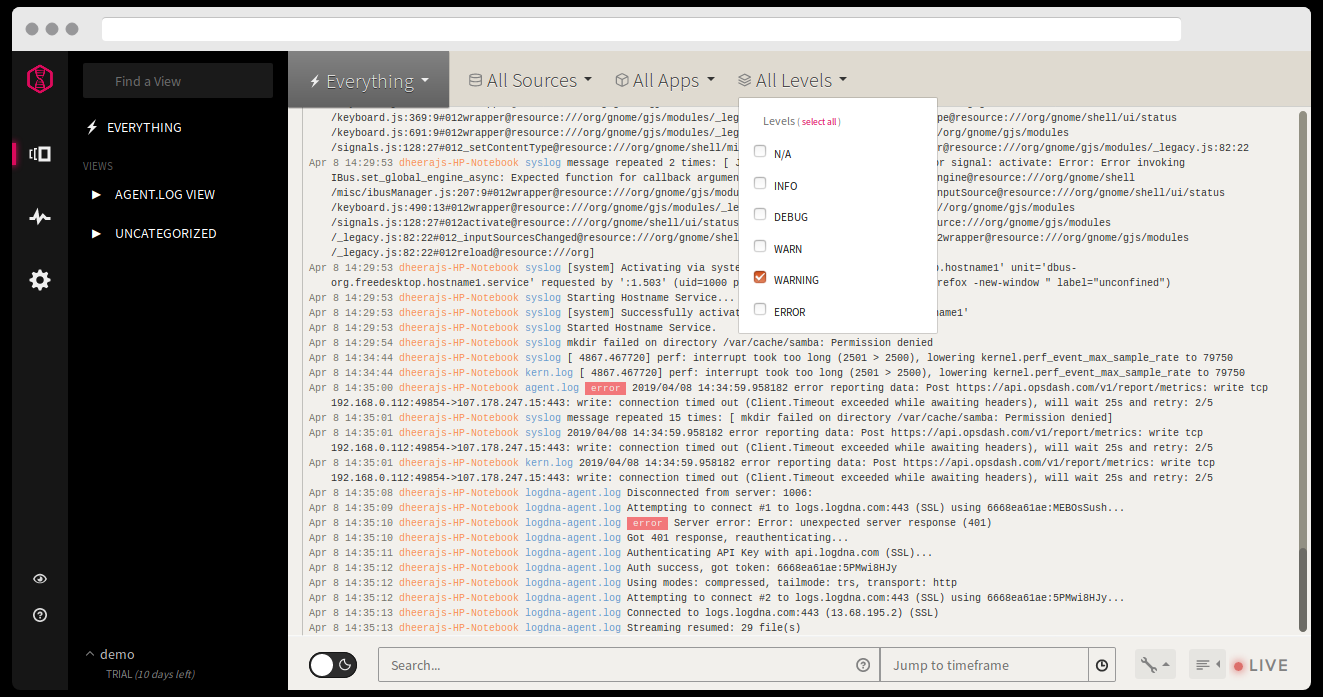 Find a View
EVERYTHING
VIEWS
AGENT.LOG VIEW
UNCATEGORIZED
demo
TRIAL (10 days left)
Everything
All Sources
All Apps
All Levels
Levels ( select all )
N/A
INFO
DEBUG
WARN
WARNING
ERROR
/keyboard.js:369:9#012wrapper@resource:///org/gnome/gjs/modules/_legac pe@resource:///org/gnome/shell/ui/status
/keyboard.js:691:9#012wrapper@resource:///org/gnome/gjs/modules/_leg /org/gnome/gjs/modules
/signals.js:128:27#012_setContentType@resource:///org/gnome/shell/mi r@resource:///org/gnome/gjs/modules/_legacy.js:82:22
Apr 8 14:29:53 dheerajs-HP-Notebook syslog message repeated 2 times: [ J or signal: activate: Error: Error invoking
IBus.set_global_engine_async: Expected function for callback argumen ngine@resource:///org/gnome/shell
/misc/ibusManager.js:207:9#012wrapper@resource:///org/gnome/gjs/modu nputSource@resource:///org/gnome/shell/ui/status
/keyboard.js:490:13#012wrapper@resource:///org/gnome/gjs/modules/_le source:///org/gnome/shell/ui/status
/signals.js:128:27#012activate@resource:///org/gnome/shell/ui/status ource:///org/gnome/gjs/modules
/_legacy.js:82:22#012_inputSourcesChanged@resource:///org/gnome/shel 2wrapper@resource:///org/gnome/gjs/modules
/_legacy.js:82:22#012reload@resource:///org]
Apr 8 14:29:53 dheerajs-HP-Notebook syslog [system] Activating via syste p.hostname1' unit='dbus-
org.freedesktop.hostname1.service' requested by ':1.503' (uid=1000 p refox -new-window " label="unconfined")
Apr 8 14:29:53 dheerajs-HP-Notebook syslog Starting Hostname Service...
Apr 8 14:29:53 dheerajs-HP-Notebook syslog [system] Successfully activat name1'
Apr 8 14:29:53 dheerajs-HP-Notebook syslog Started Hostname Service.
Apr 8 14:29:54 dheerajs-HP-Notebook syslog mkdir failed on directory /var/cache/samba: Permission denied
Apr 8 14:34:44 dheerajs-HP-Notebook syslog [ 4867.467720] perf: interrupt took too long (2501 > 2500), lowering kernel.perf_event_max_sample_rate to 79750
Apr 8 14:34:44 dheerajs-HP-Notebook kern.log [ 4867.467720] perf: interrupt took too long (2501 > 2500), lowering kernel.perf_event_max_sample_rate to 79750
Apr 8 14:35:00 dheerajs-HP-Notebook agent.log error 2019/04/08 14:34:59.958182 error reporting data: Post https://api.opsdash.com/v1/report/metrics: write tcp
192.168.0.112:49854->107.178.247.15:443: write: connection timed out (Client.Timeout exceeded while awaiting headers), will wait 25s and retry: 2/5
Apr 8 14:35:01 dheerajs-HP-Notebook syslog message repeated 15 times: [ mkdir failed on directory /var/cache/samba: Permission denied]
Apr 8 14:35:01 dheerajs-HP-Notebook syslog 2019/04/08 14:34:59.958182 error reporting data: Post https://api.opsdash.com/v1/report/metrics: write tcp
192.168.0.112:49854->107.178.247.15:443: write: connection timed out (Client.Timeout exceeded while awaiting headers), will wait 25s and retry: 2/5
Apr 8 14:35:01 dheerajs-HP-Notebook kern.log 2019/04/08 14:34:59.958182 error reporting data: Post https://api.opsdash.com/v1/report/metrics: write tcp
192.168.0.112:49854->107.178.247.15:443: write: connection timed out (Client.Timeout exceeded while awaiting headers), will wait 25s and retry: 2/5
Apr 8 14:35:08 dheerajs-HP-Notebook logdna-agent.log Disconnected from server: 1006:
Apr 8 14:35:09 dheerajs-HP-Notebook logdna-agent.log Attempting to connect #1 to logs.logdna.com:443 (SSL) using 6668ea61ae:MEBOsSush...
Apr 8 14:35:10 dheerajs-HP-Notebook logdna-agent.log error Server error: Error: unexpected server response (401)
Apr 8 14:35:10 dheerajs-HP-Notebook logdna-agent.log Got 401 response, reauthenticating...
Apr 8 14:35:11 dheerajs-HP-Notebook logdna-agent.log Authenticating API Key with api.logdna.com (SSL)...
Apr 8 14:35:12 dheerajs-HP-Notebook logdna-agent.log Auth success, got token: 6668ea61ae:5PMwi8HJy
Apr 8 14:35:12 dheerajs-HP-Notebook logdna-agent.log Using modes: compressed, tailmode: trs, transport: http
Apr 8 14:35:12 dheerajs-HP-Notebook logdna-agent.log Attempting to connect #2 to logs.logdna.com:443 (SSL) using 6668ea61ae:5PMwi8HJy...
Apr 8 14:35:13 dheerajs-HP-Notebook logdna-agent.log Connected to logs.logdna.com:443 (13.68.195.2) (SSL)
Apr 8 14:35:13 dheerajs-HP-Notebook logdna-agent.log Streaming resumed: 29 file(s)
Search...
Jump to timeframe
LIVE